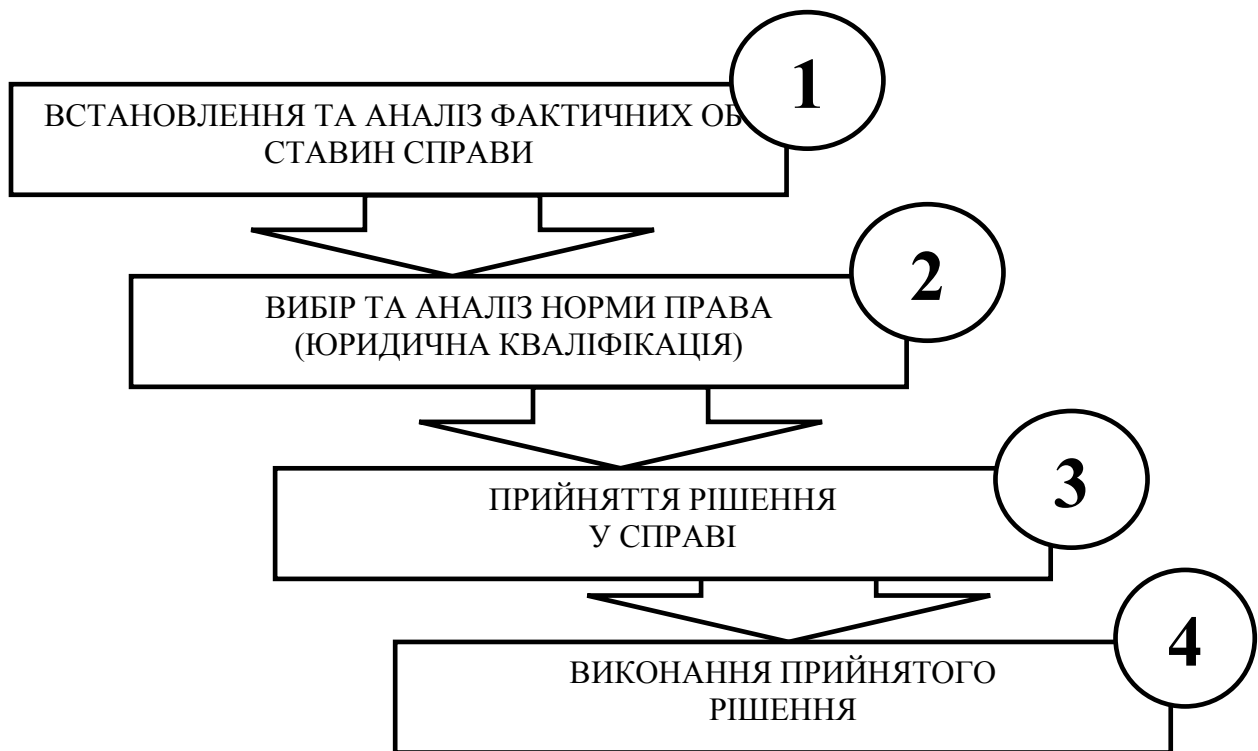 1
ВСТАНОВЛЕННЯ ТА АНАЛІЗ ФАКТИЧНИХ ОБ
СТАВИН СПРАВИ
2
ВИБІР ТА АНАЛІЗ НОРМИ ПРАВА
(ЮРИДИЧНА КВАЛІФІКАЦІЯ)
3
ПРИЙНЯТТЯ РІШЕННЯ
У СПРАВІ
4
ВИКОНАННЯ ПРИЙНЯТОГО
РІШЕННЯ